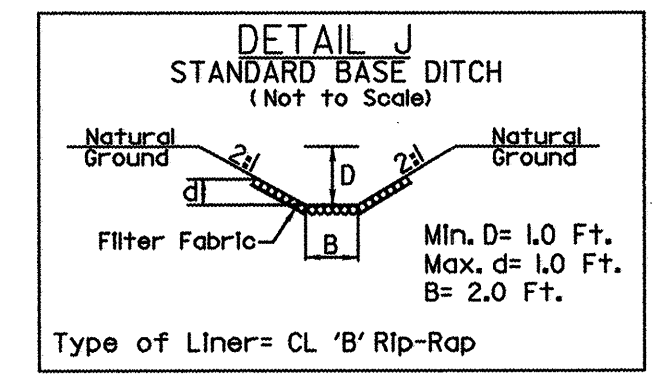 DETAIL J
STANDARD BASE DITCH
(Not to Scale)
Natural
Ground
2:1
2:1
Natural
Ground
D
d
Filter Fabric
B
Min. D= 1.0 Ft.
Max. d= 1.0 Ft.
B= 2.0 Ft.
Type of Liner= CL 'B' Rip-Rap